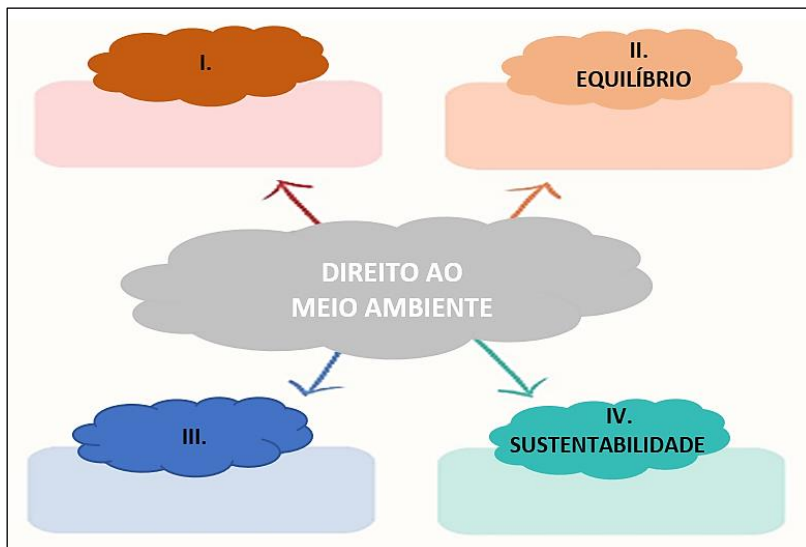 I.
II.
EQUILÍBRIO
DIREITO AO
MEIO AMBIENTE
III.
IV.
SUSTENTABILIDADE